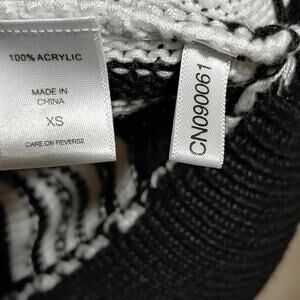 100% ACRYLIC
MADE IN
CHINA
XS
CARE ON REVERSE
CN090061